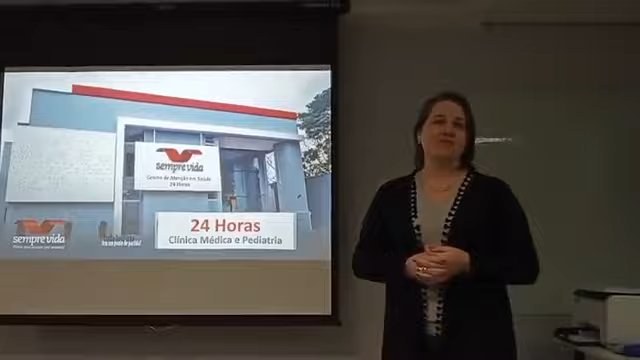 sempre vida
Centro de Atenção em Saúde
24 Horas
24 Horas
Clínica Médica e Pediatria
sempre vida